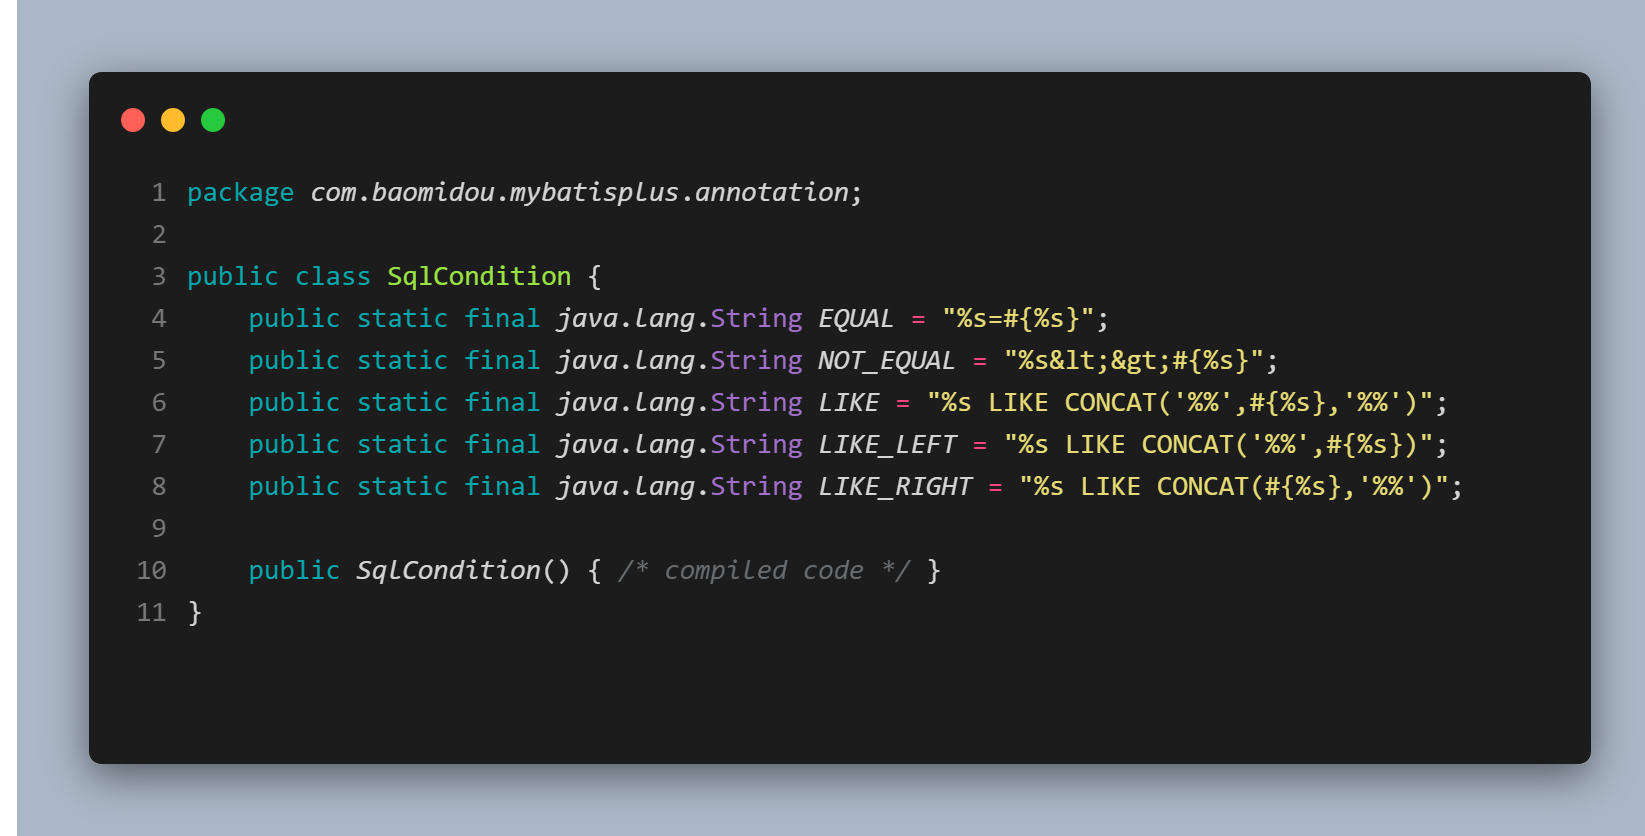 1 package com.baomidou.mybatisplus.annotation;
2
3 public class SqlCondition {
4     public static final java.lang.String EQUAL = "%s=#{%s}";
5     public static final java.lang.String NOT_EQUAL = "%s&lt;&gt;#{%s}";
6     public static final java.lang.String LIKE = "%s LIKE CONCAT('%%',#{%s},'%%')";
7     public static final java.lang.String LIKE_LEFT = "%s LIKE CONCAT('%%',#{%s})";
8     public static final java.lang.String LIKE_RIGHT = "%s LIKE CONCAT(#{%s},'%%')";
9
10     public SqlCondition() { /* compiled code */ }
11 }